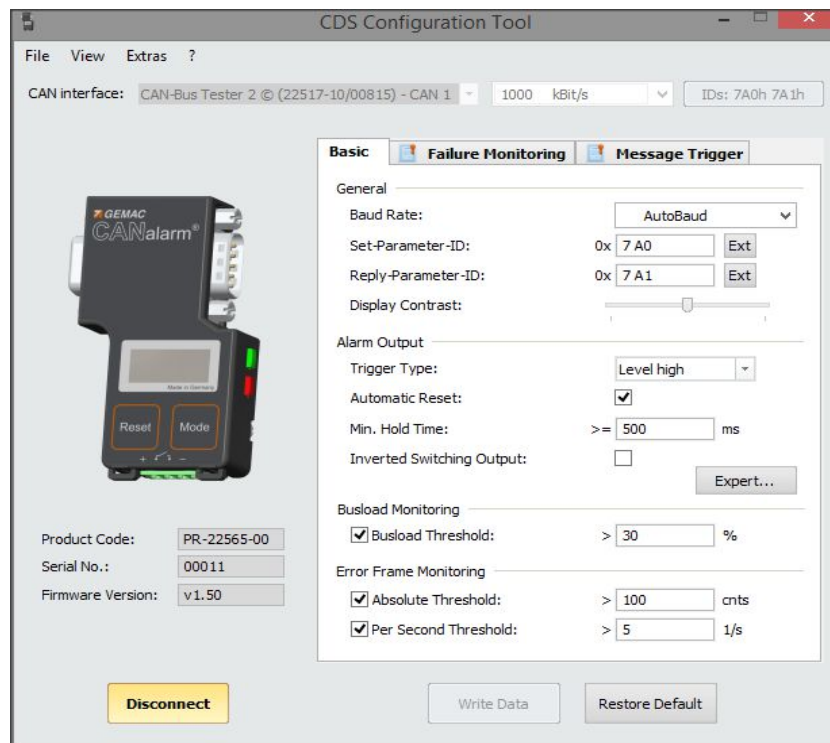 CDS Configuration Tool
File View Extras ?
CAN interface: CAN-Bus Tester 2 © (22517-10/00815) - CAN 1 1000 kBit/s IDs: 7A0h 7A1h
Basic Failure Monitoring Message Trigger
General
Baud Rate: AutoBaud
Set-Parameter-ID: 0x 7A0 Ext
Reply-Parameter-ID: 0x 7A1 Ext
Display Contrast:
Alarm Output
Trigger Type: Level high
Automatic Reset:
Min. Hold Time: >= 500 ms
Inverted Switching Output:
Expert...
Busload Monitoring
Busload Threshold: > 30 %
Error Frame Monitoring
Absolute Threshold: > 100 cnts
Per Second Threshold: > 5 1/s
GEMAC
CANalarm®
Made in Germany
Reset Mode
+ -
Product Code: PR-22565-00
Serial No.: 00011
Firmware Version: v1.50
Disconnect Write Data Restore Default